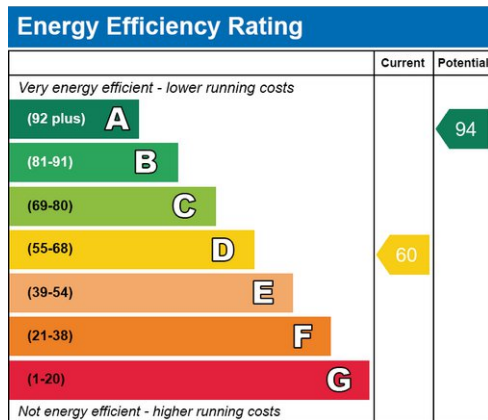 Energy Efficiency Rating
Current Potential
Very energy efficient - lower running costs
(92 plus) A
94
(81-91) B
(69-80) C
(55-68) D
60
(39-54) E
(21-38) F
(1-20) G
Not energy efficient - higher running costs